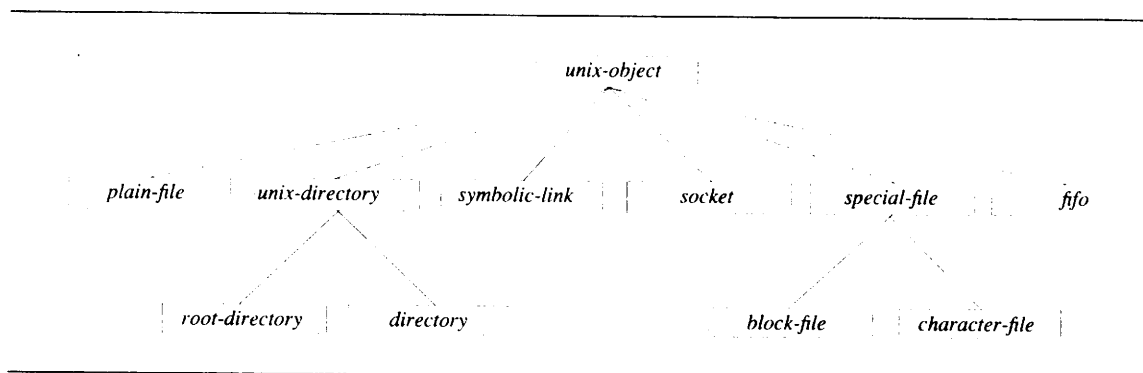 unix-object
plain-file unix-directory symbolic-link socket special-file fifo
root-directory directory block-file character-file